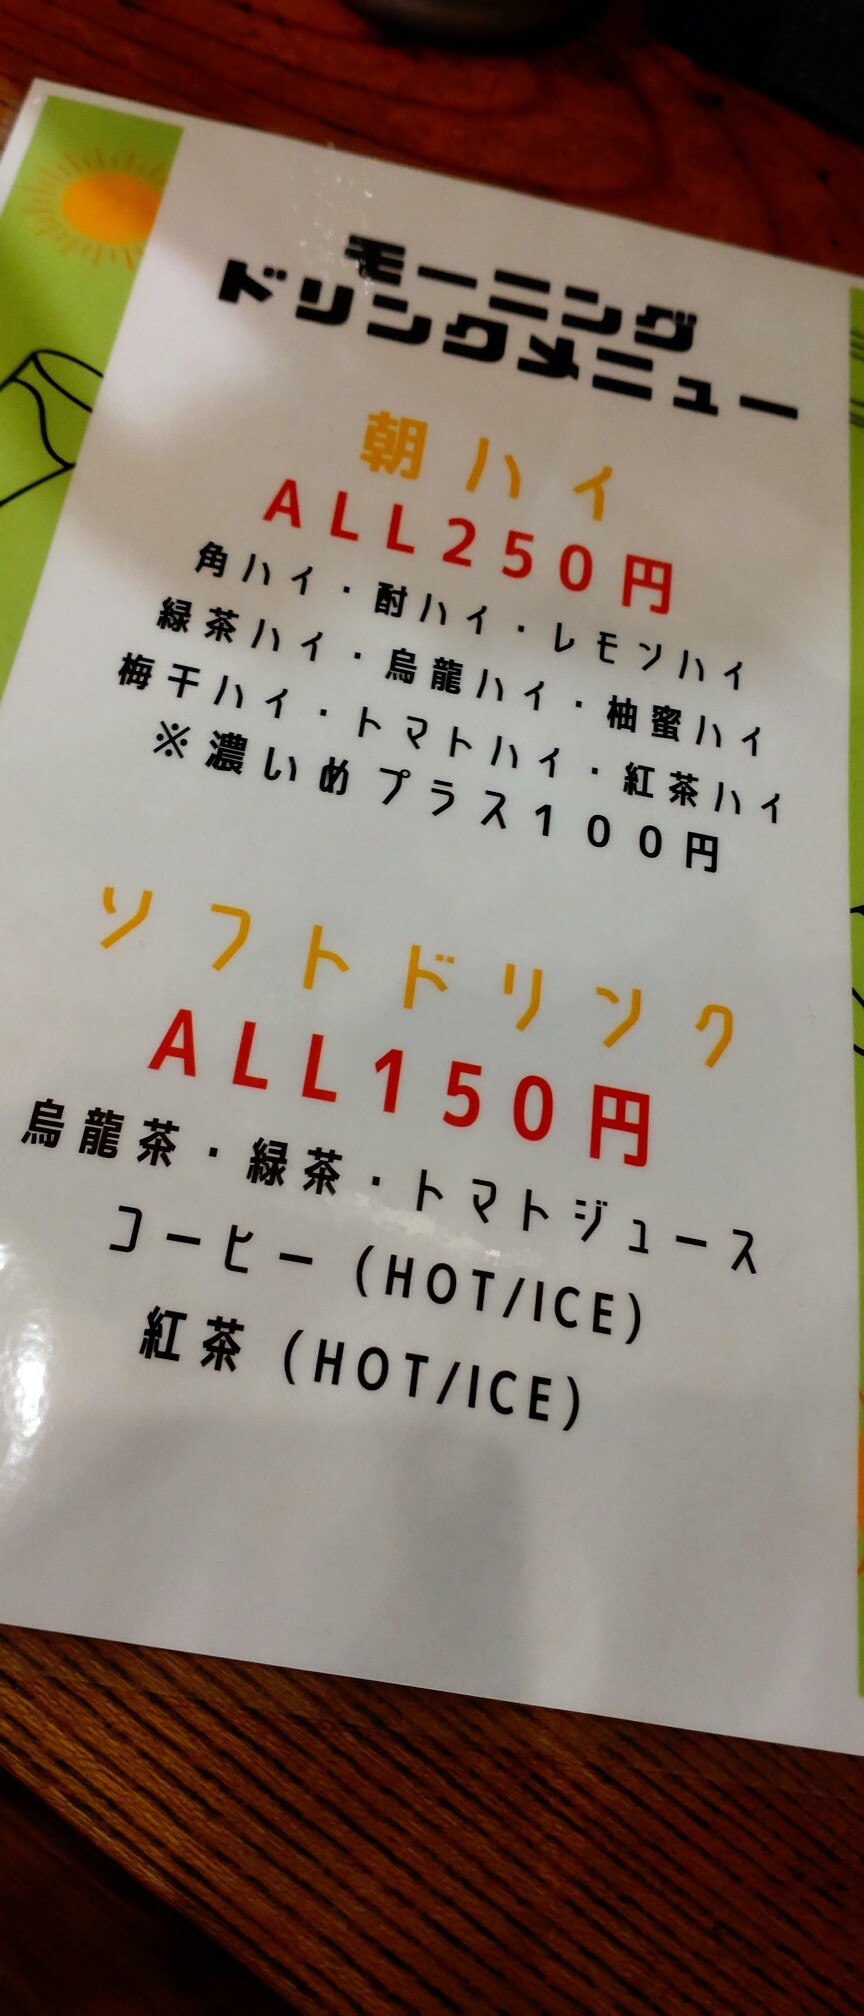 モーニング
ドリンクメニュー
朝ハイ
ALL250円
角ハイ・酎ハイ・レモンハイ
緑茶ハイ・烏龍ハイ・柚蜜ハイ
梅干ハイ・トマトハイ・紅茶ハイ
※濃いめプラス100円
ソフトドリンク
ALL150円
烏龍茶・緑茶・トマトジュース
コーヒー(HOT/ICE)
紅茶(HOT/ICE)